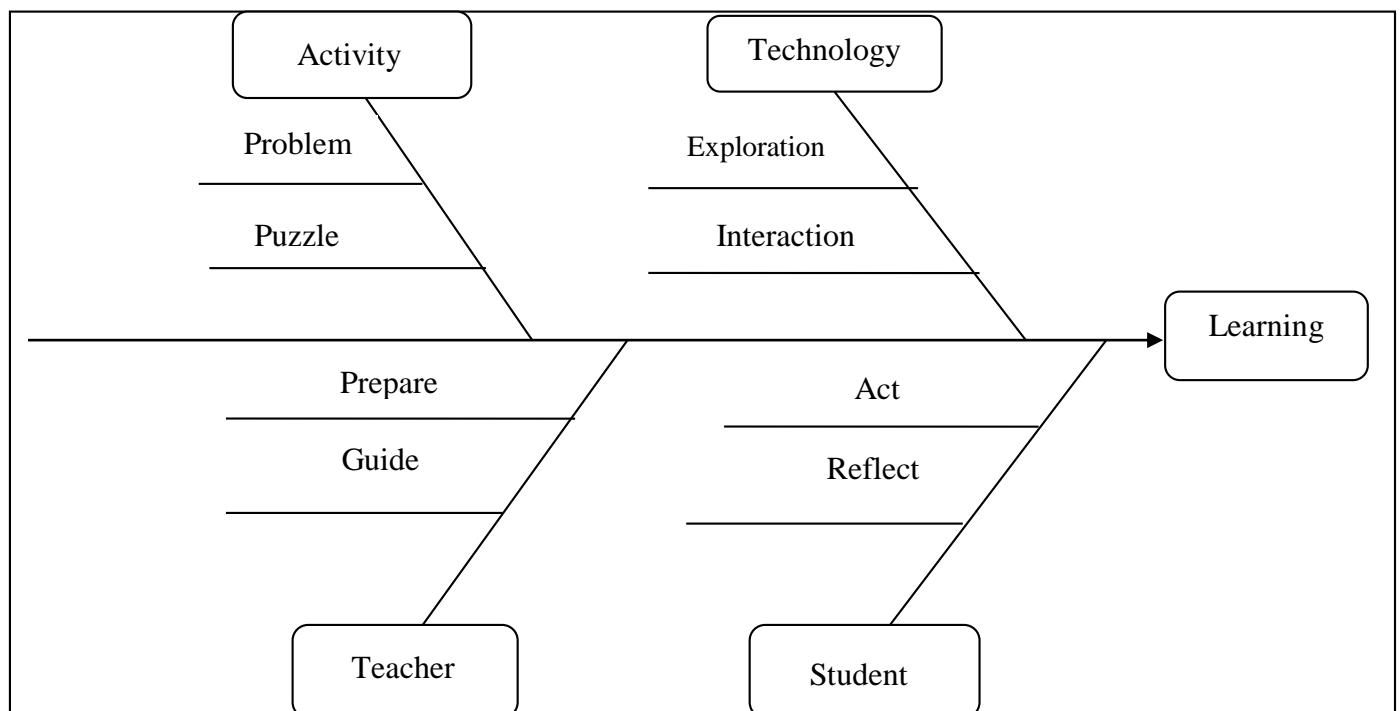 Activity
Technology
Problem
Exploration
Puzzle
Interaction
Learning
Prepare
Act
Guide
Reflect
Teacher
Student